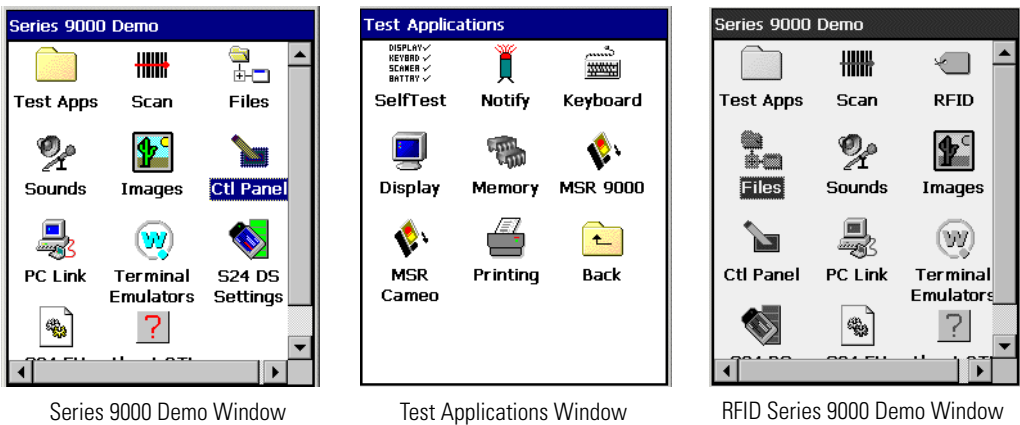 Series 9000 Demo
Test Apps Scan Files
Sounds Images Ctl Panel
PC Link Terminal Emulators S24 DS Settings
Test Applications
DISPLAY✓
KEYBRD ✓
SCANER ✓
BATTRY ✓
SelfTest Notify Keyboard
Display Memory MSR 9000
MSR Cameo Printing Back
Series 9000 Demo
Test Apps Scan RFID
Files Sounds Images
Ctl Panel PC Link Terminal Emulators
Series 9000 Demo Window
Test Applications Window
RFID Series 9000 Demo Window